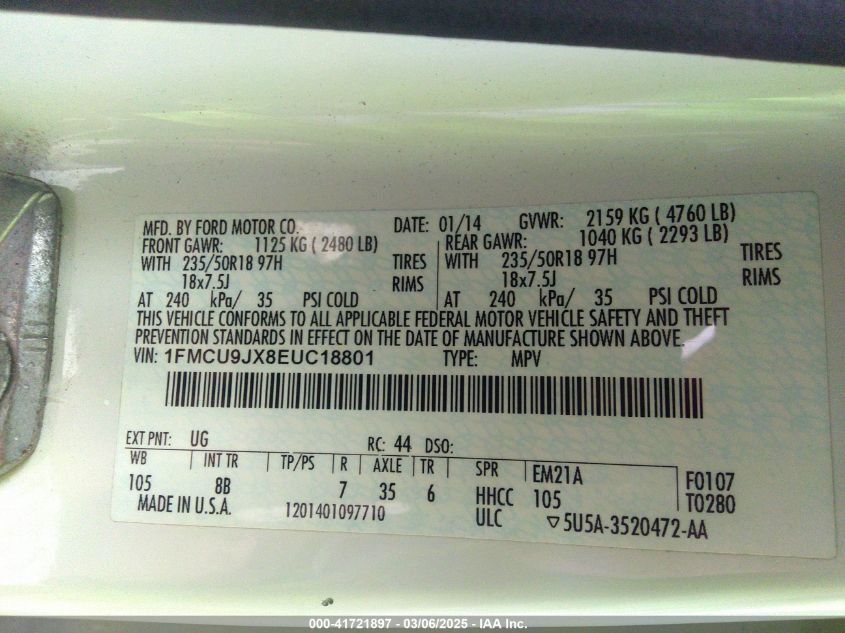 MFD. BY FORD MOTOR CO. DATE: 01/14 GVWR: 2159 KG ( 4760 LB)
FRONT GAWR: 1125 KG ( 2480 LB) REAR GAWR: 1040 KG ( 2293 LB)
WITH 235/50R18 97H TIRES WITH 235/50R18 97H TIRES
18x7.5J RIMS 18x7.5J RIMS
AT 240 kPa/ 35 PSI COLD AT 240 kPa/ 35 PSI COLD
THIS VEHICLE CONFORMS TO ALL APPLICABLE FEDERAL MOTOR VEHICLE SAFETY AND THEFT
PREVENTION STANDARDS IN EFFECT ON THE DATE OF MANUFACTURE SHOWN ABOVE.
VIN: 1FMCU9JX8EUC18801 TYPE: MPV
EXT PNT: UG RC: 44 DSO:
WB INT TR TP/PS R AXLE TR SPR EM21A F0107
105 8B 7 35 6 HHCC 105 T0280
MADE IN U.S.A. 1201401097710 ULC ▽5U5A-3520472-AA
000-41721897 - 03/06/2025 - IAA Inc.